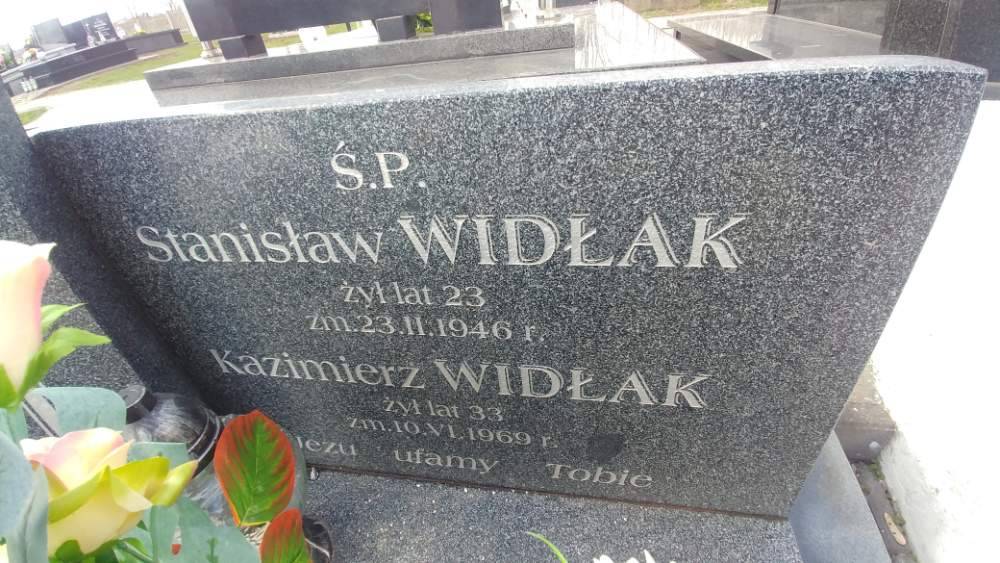 Ś.P.
Stanisław WIDŁAK
żył lat 23
zm.23.II.1946 r.
Kazimierz WIDŁAK
żył lat 33
zm.10.VI.1969 r.
Jezu ufamy Tobie